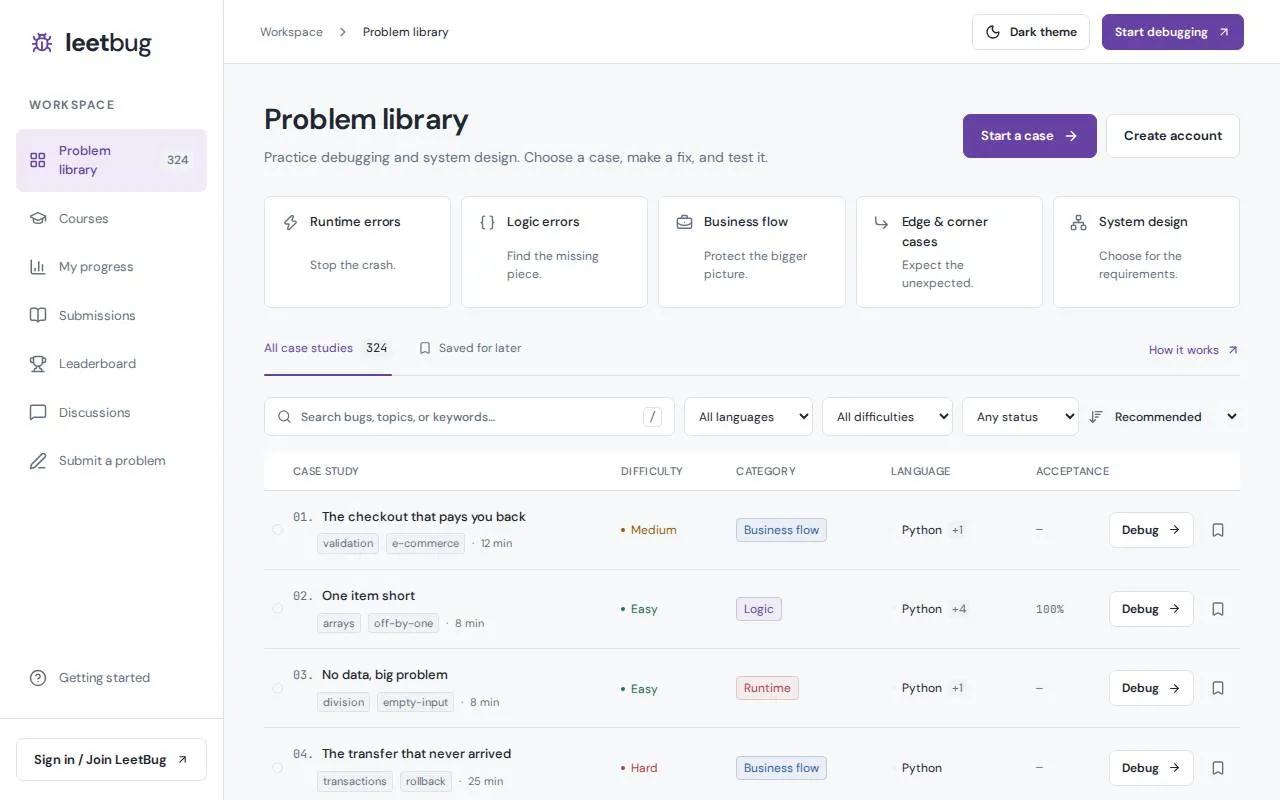 leetbug
Workspace > Problem library
Dark theme
Start debugging
WORKSPACE
Problem library 324
Courses
My progress
Submissions
Leaderboard
Discussions
Submit a problem
Getting started
Sign in / Join LeetBug
Problem library
Practice debugging and system design. Choose a case, make a fix, and test it.
Start a case
Create account
Runtime errors
Stop the crash.
Logic errors
Find the missing
piece.
Business flow
Protect the bigger
picture.
Edge & corner
cases
Expect the
unexpected.
System design
Choose for the
requirements.
All case studies 324
Saved for later
How it works
Search bugs, topics, or keywords... /
All languages
All difficulties
Any status
Recommended
CASE STUDY DIFFICULTY CATEGORY LANGUAGE ACCEPTANCE
01. The checkout that pays you back
validation e-commerce · 12 min
Medium Business flow Python +1 – Debug
02. One item short
arrays off-by-one · 8 min
Easy Logic Python +4 100% Debug
03. No data, big problem
division empty-input · 8 min
Easy Runtime Python +1 – Debug
04. The transfer that never arrived
transactions rollback · 25 min
Hard Business flow Python – Debug